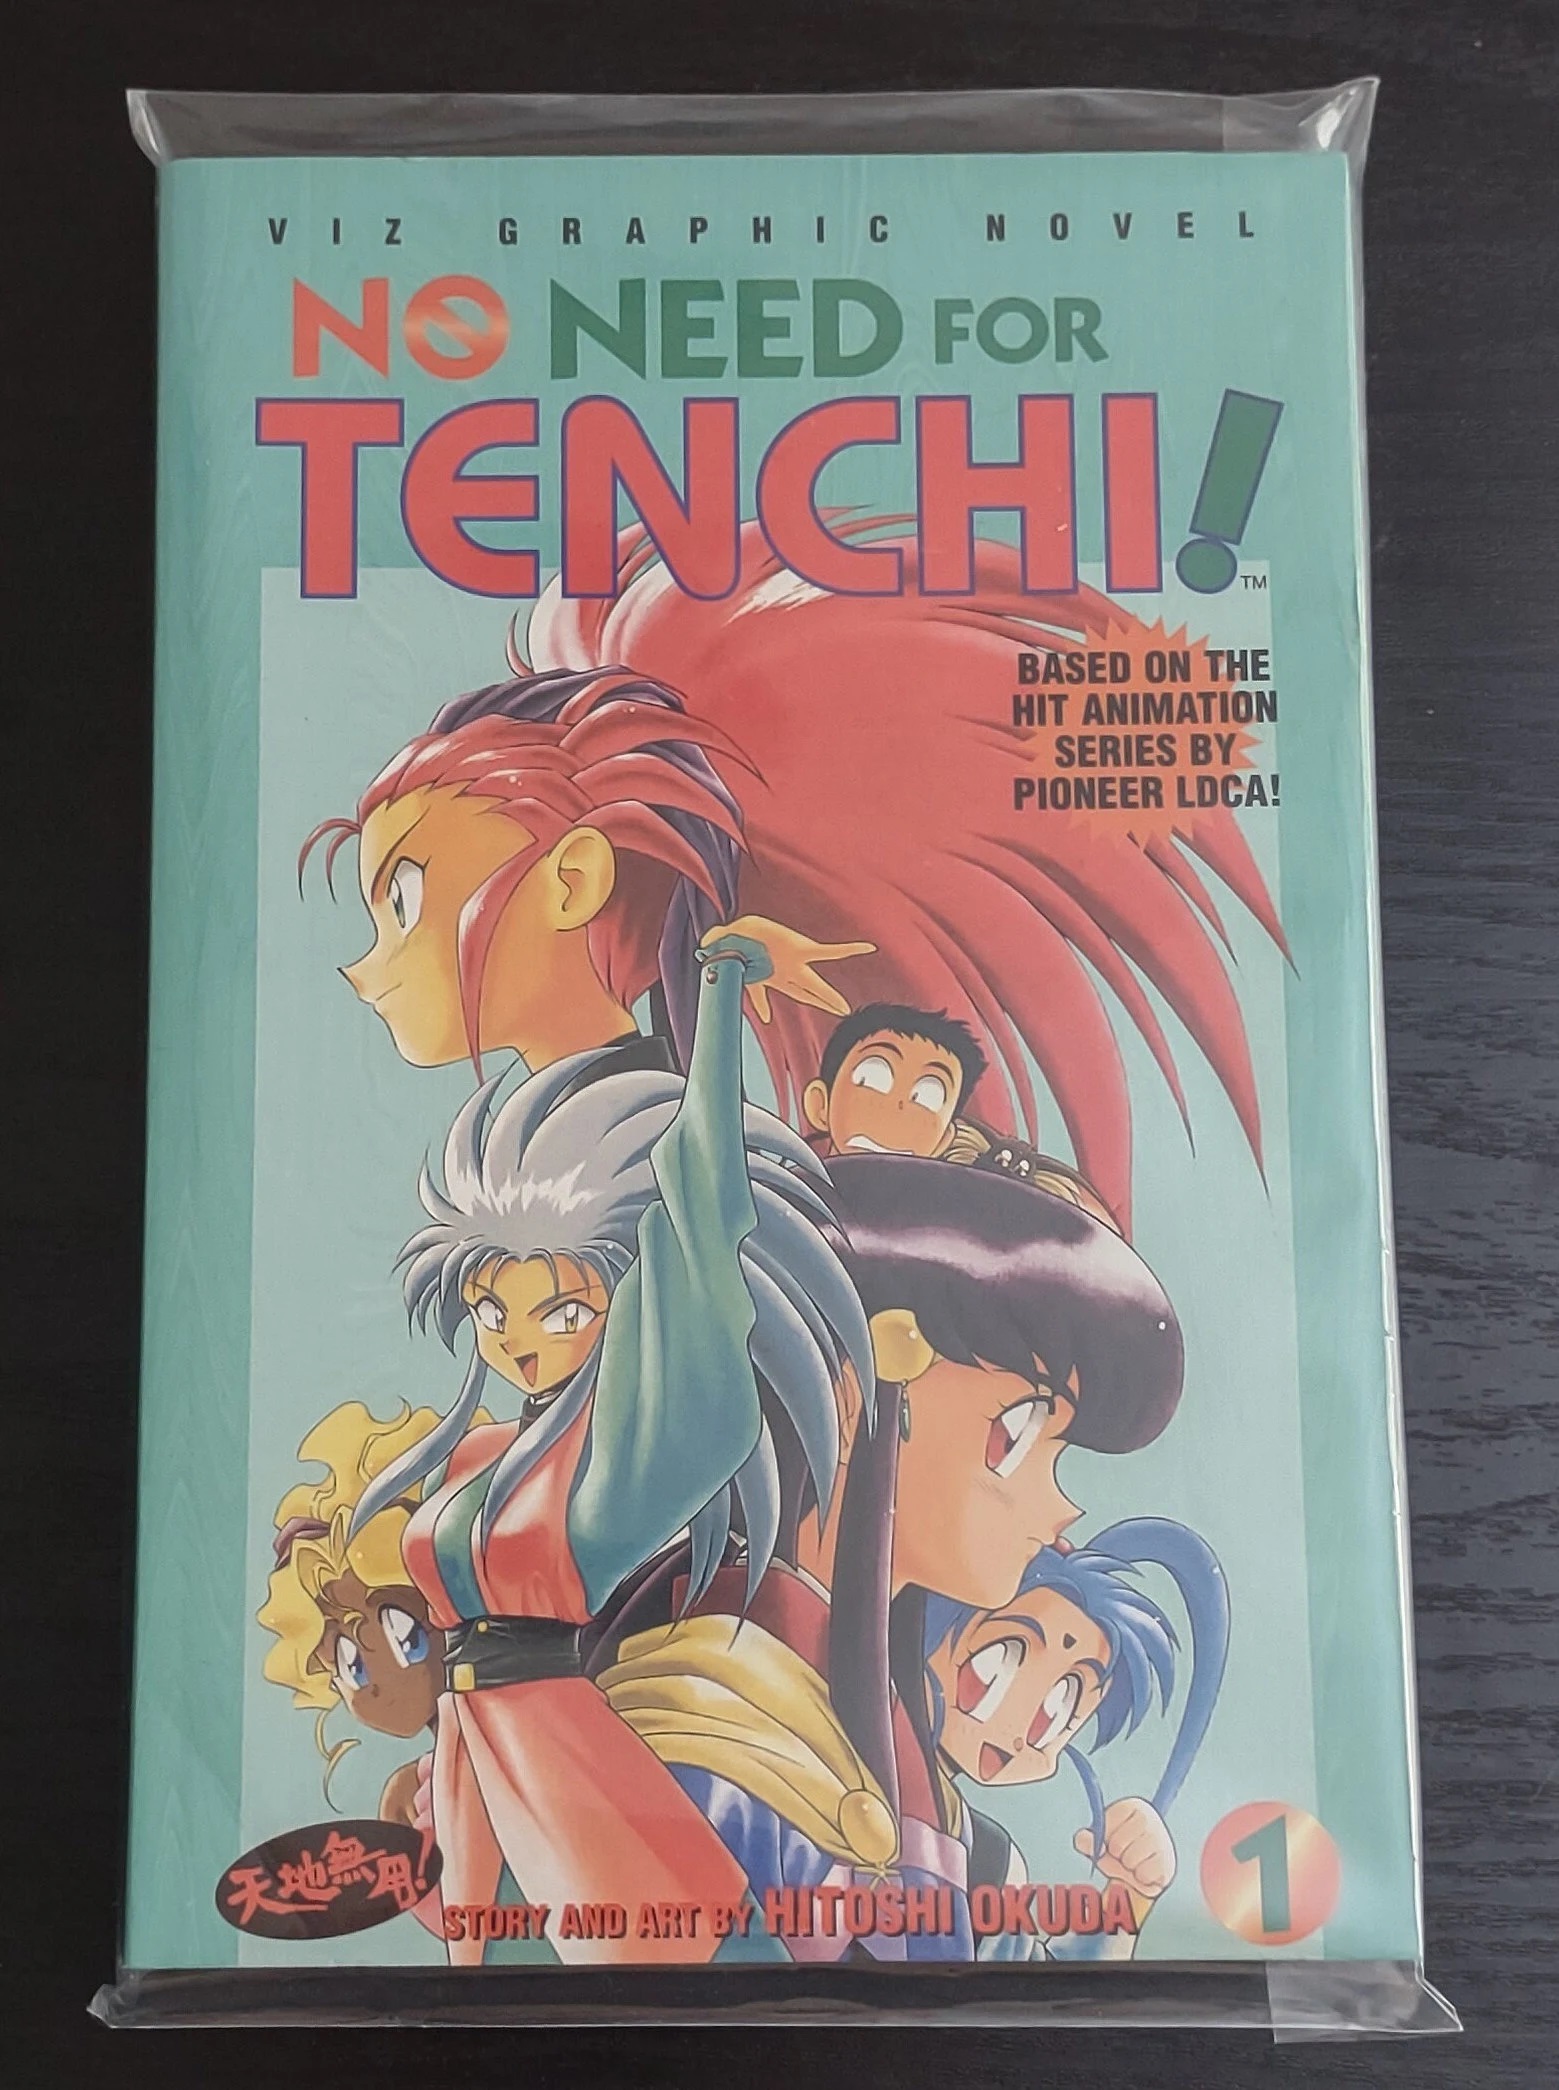 VIZ GRAPHIC NOVEL
NO NEED FOR
TENCHI!™
BASED ON THE
HIT ANIMATION
SERIES BY
PIONEER LDCA!
天地無用!
STORY AND ART BY HITOSHI OKUDA
1